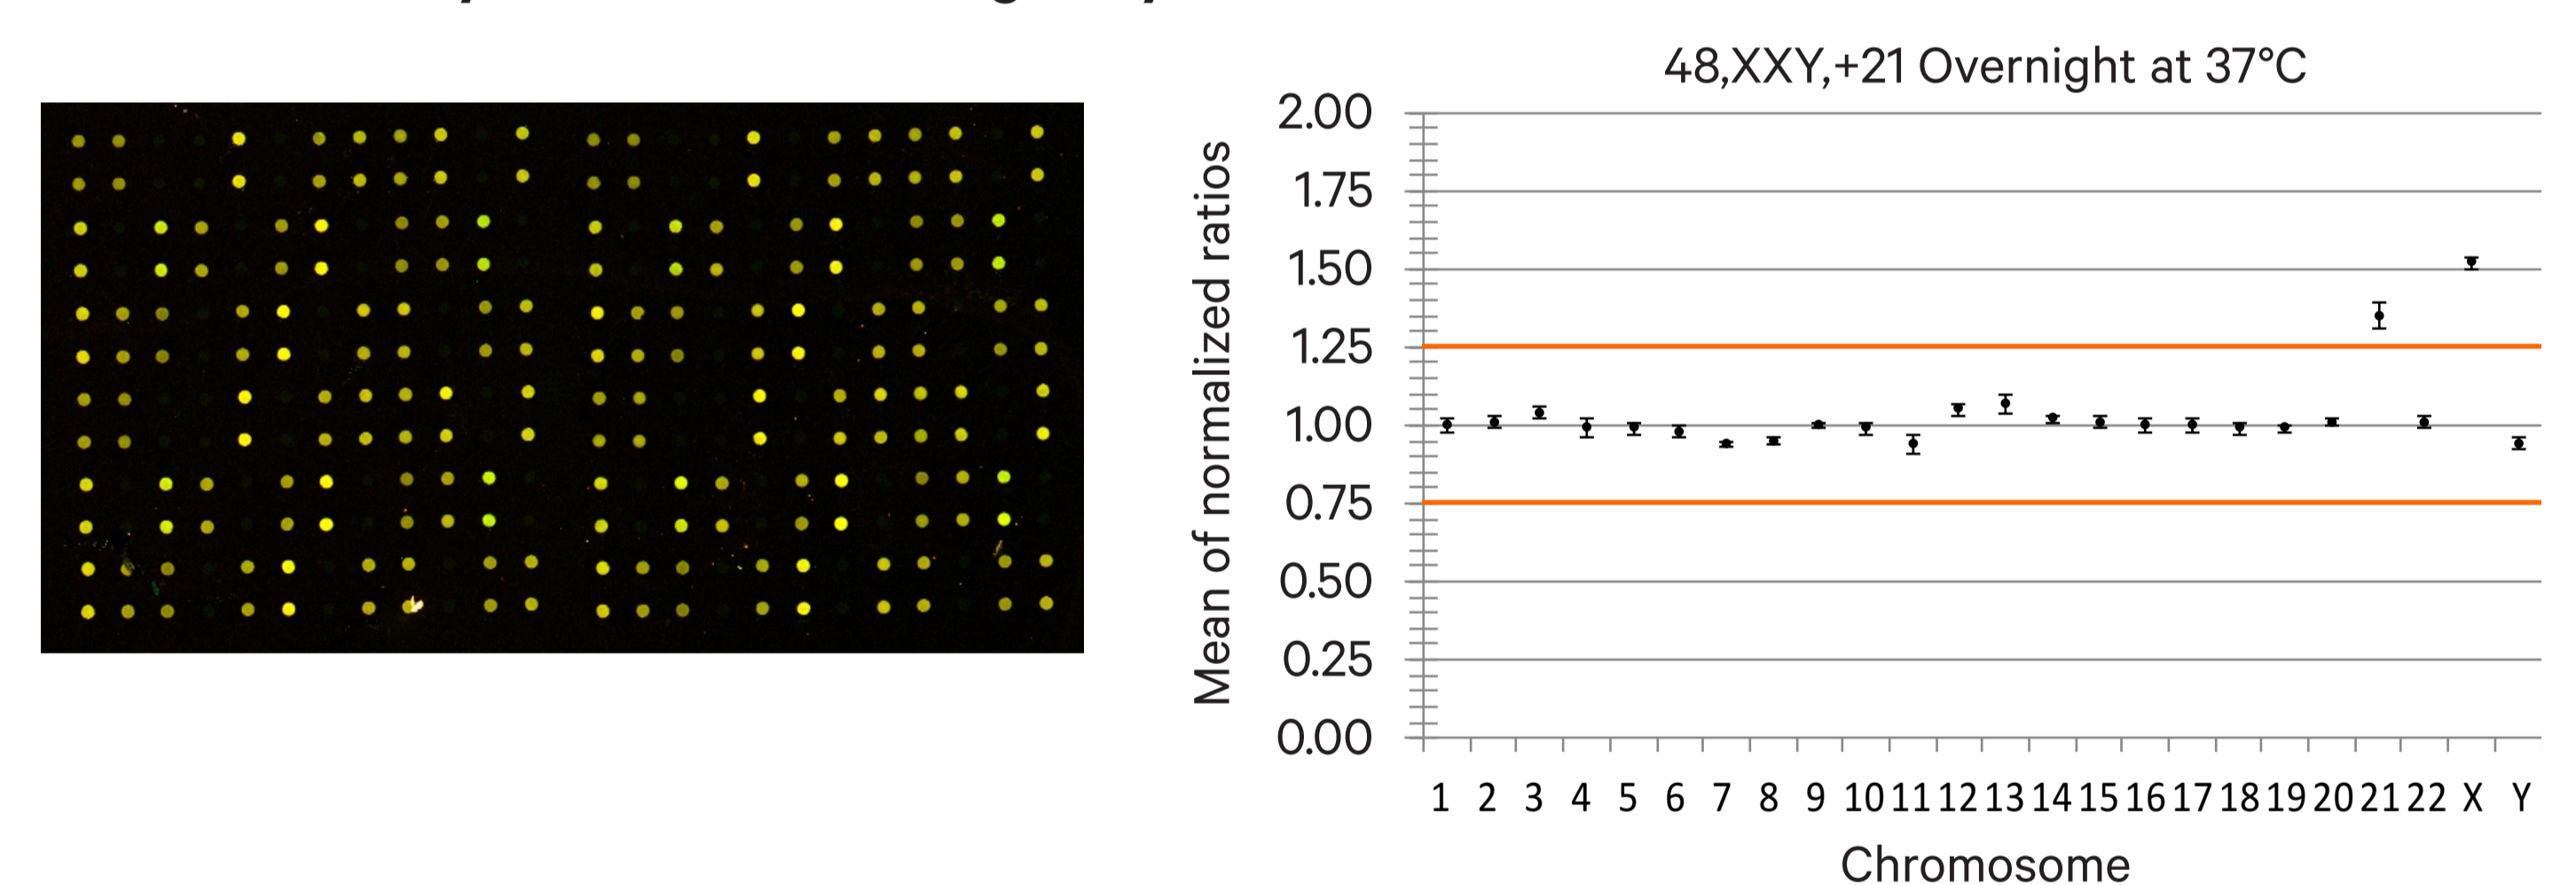 48,XXY,+21 Overnight at 37°C
Mean of normalized ratios
2.00
1.75
1.50
1.25
1.00
0.75
0.50
0.25
0.00
1 2 3 4 5 6 7 8 9 10 11 12 13 14 15 16 17 18 19 20 21 22 X Y
Chromosome